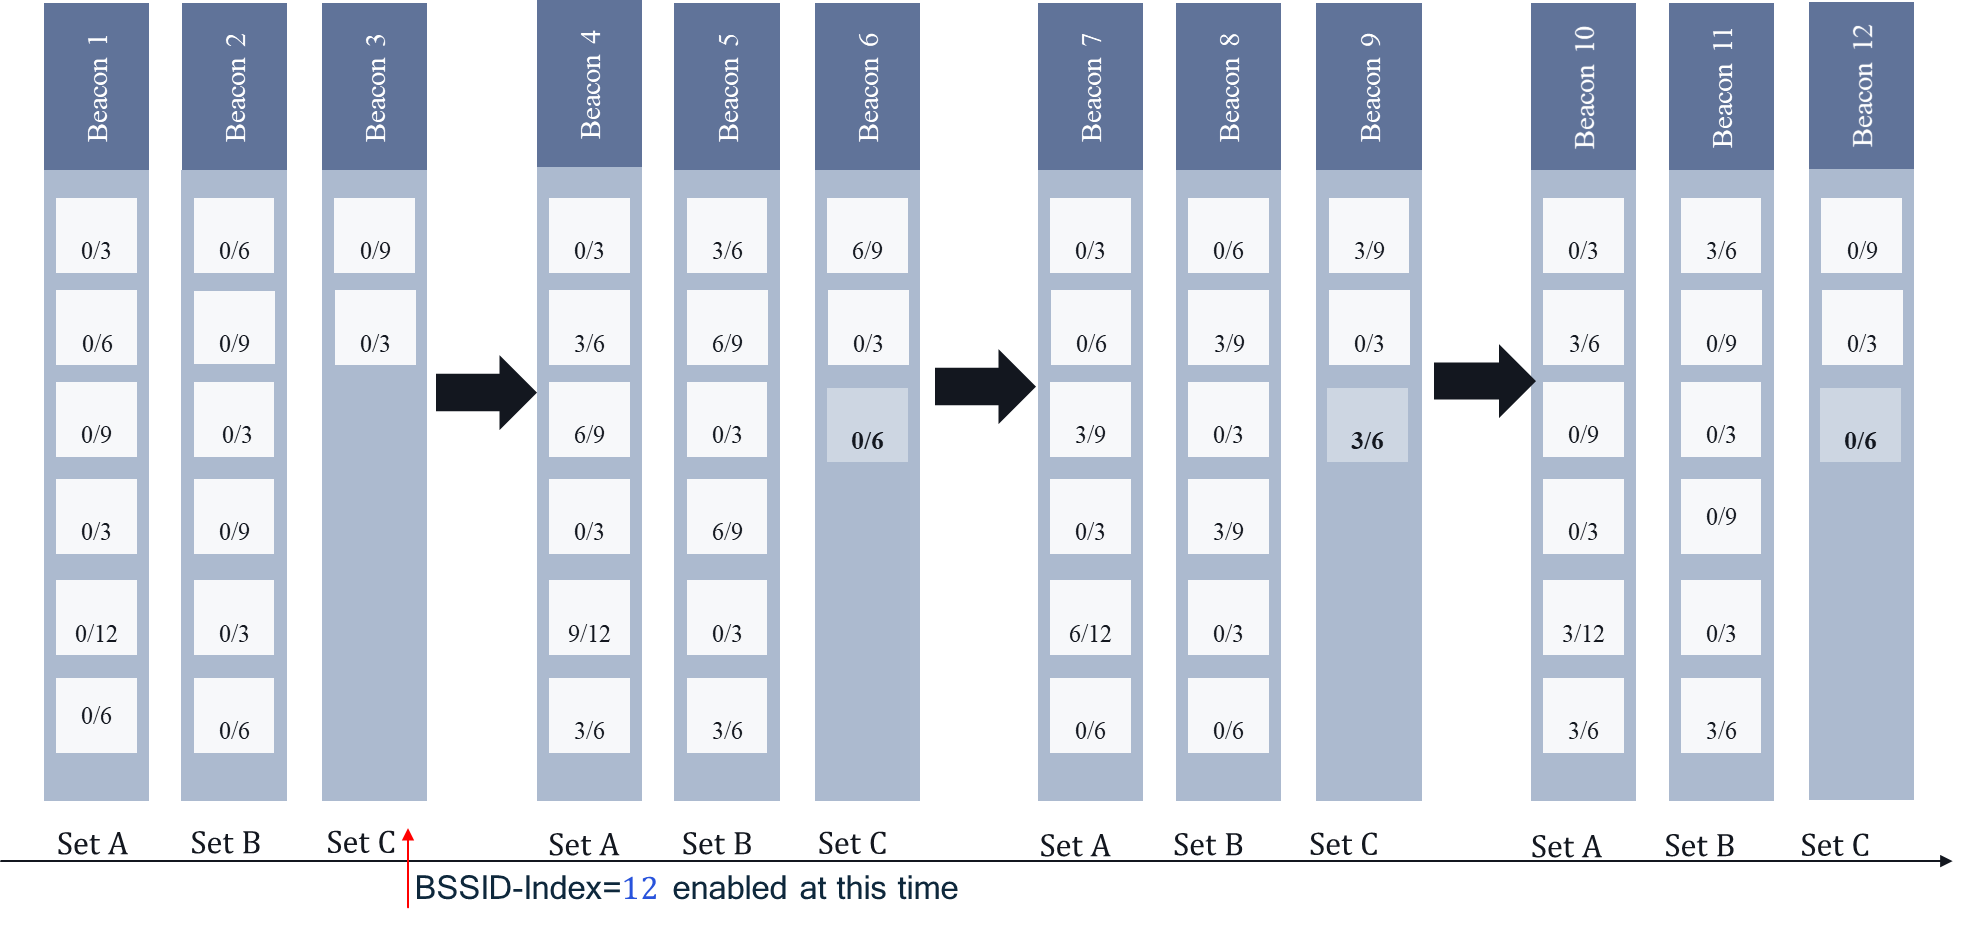 Beacon 1
Beacon 2
Beacon 3
Beacon 4
Beacon 5
Beacon 6
Beacon 7
Beacon 8
Beacon 9
Beacon 10
Beacon 11
Beacon 12
0/3 0/6 0/9 0/3 3/6 6/9 0/3 0/6 3/9 0/3 3/6 0/9
0/6 0/9 0/3 3/6 6/9 0/3 0/6 3/9 0/3 3/6 0/9 0/3
0/9 0/3 6/9 0/3 0/6 3/9 0/3 3/6 0/9 0/3 0/6
0/3 0/9 0/3 6/9 0/3 3/9 0/3 0/9
0/12 0/3 9/12 0/3 6/12 0/3 3/12 0/3
0/6 0/6 3/6 3/6 0/6 0/6 3/6 3/6
Set A Set B Set C Set A Set B Set C Set A Set B Set C Set A Set B Set C
BSSID-Index=12 enabled at this time